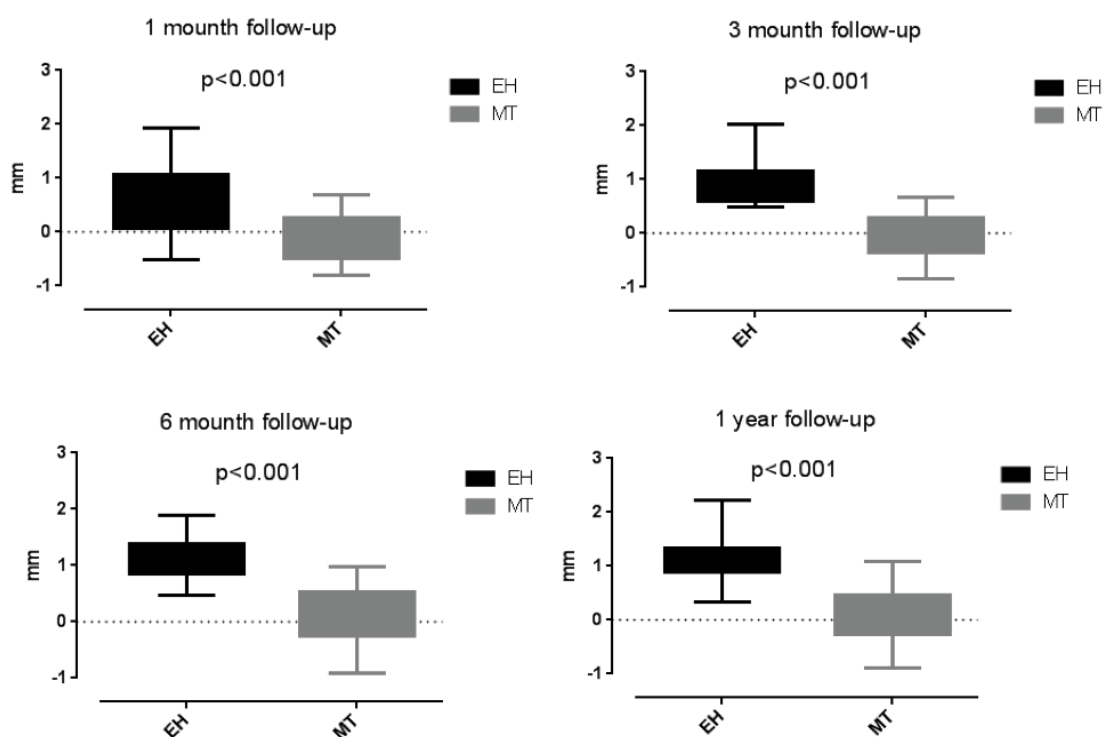 1 mounth follow-up
p<0.001
EH
MT
3
2
1
0
-1
mm
EH
MT
3 mounth follow-up
p<0.001
EH
MT
3
2
1
0
-1
mm
EH
MT
6 mounth follow-up
p<0.001
EH
MT
3
2
1
0
-1
mm
EH
MT
1 year follow-up
p<0.001
EH
MT
3
2
1
0
-1
mm
EH
MT